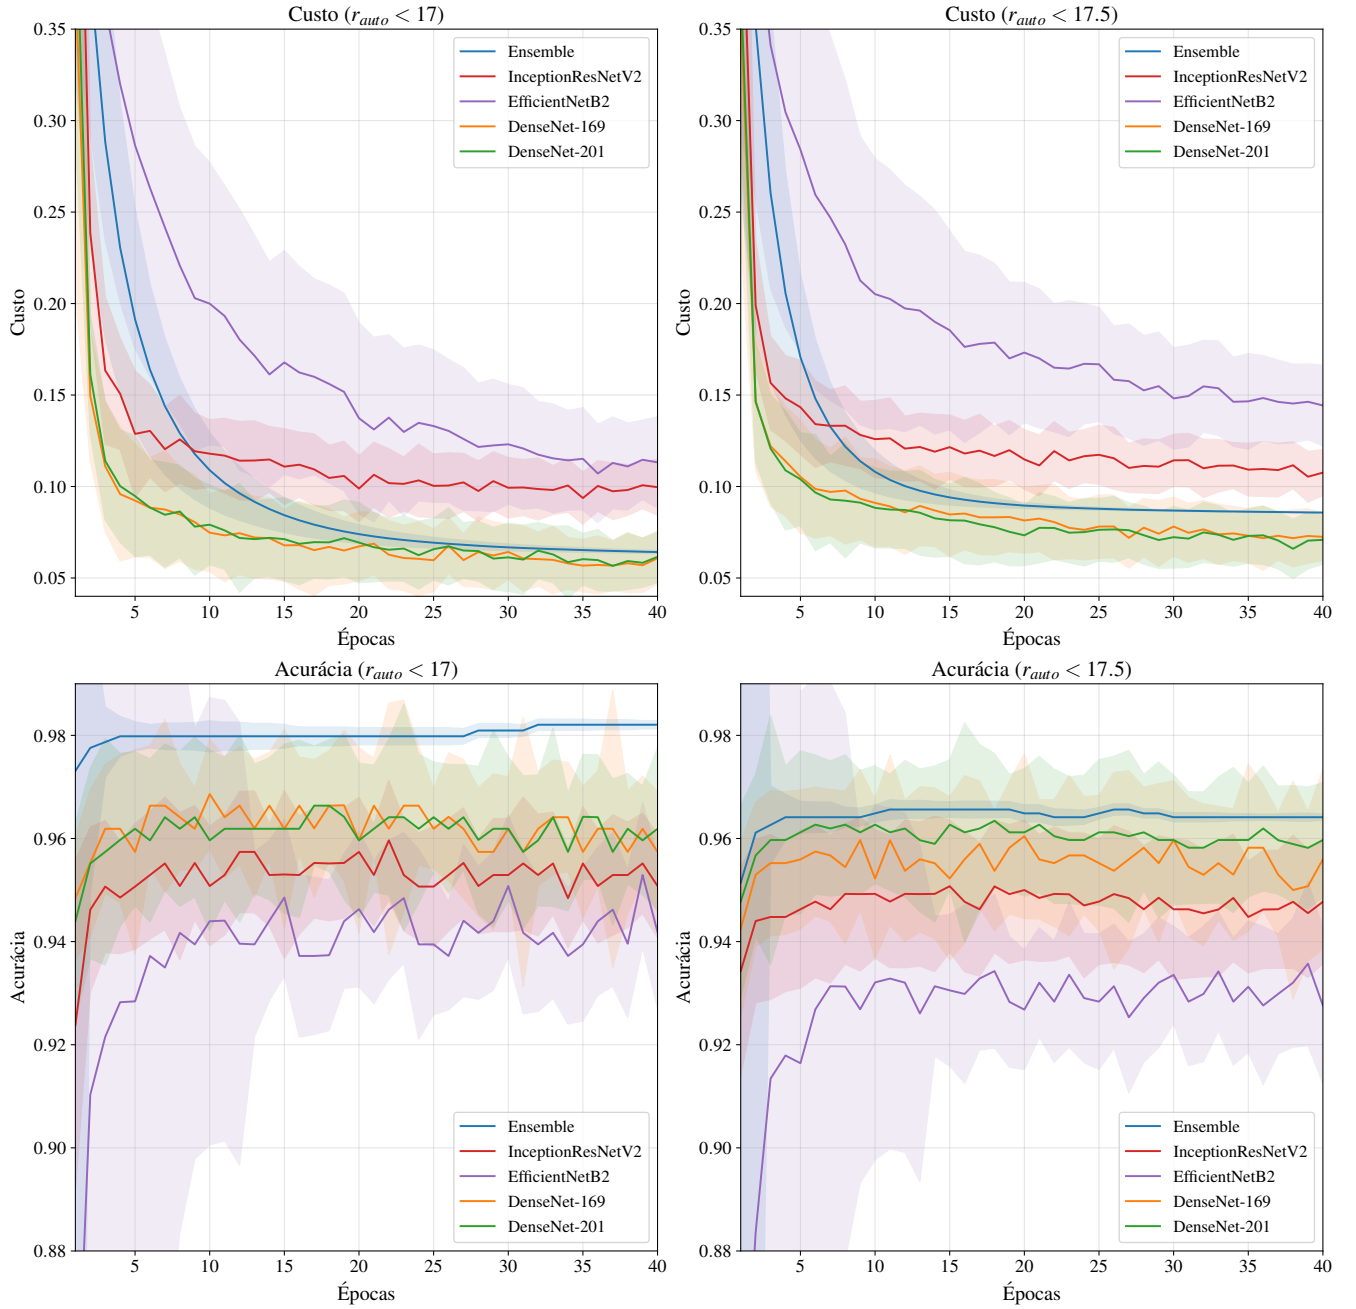 Custo (r_auto < 17)
0.35
0.30
0.25
0.20
0.15
0.10
0.05
Custo
5 10 15 20 25 30 35 40
Épocas
Ensemble
InceptionResNetV2
EfficientNetB2
DenseNet-169
DenseNet-201
Custo (r_auto < 17.5)
0.35
0.30
0.25
0.20
0.15
0.10
0.05
Custo
5 10 15 20 25 30 35 40
Épocas
Ensemble
InceptionResNetV2
EfficientNetB2
DenseNet-169
DenseNet-201
Acurácia (r_auto < 17)
0.98
0.96
0.94
0.92
0.90
0.88
Acurácia
5 10 15 20 25 30 35 40
Épocas
Ensemble
InceptionResNetV2
EfficientNetB2
DenseNet-169
DenseNet-201
Acurácia (r_auto < 17.5)
0.98
0.96
0.94
0.92
0.90
0.88
Acurácia
5 10 15 20 25 30 35 40
Épocas
Ensemble
InceptionResNetV2
EfficientNetB2
DenseNet-169
DenseNet-201